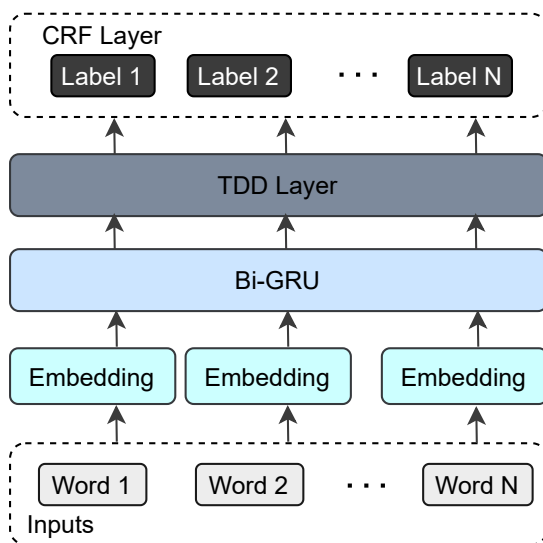 CRF Layer
Label 1 Label 2 . . . Label N
TDD Layer
Bi-GRU
Embedding Embedding Embedding
Word 1 Word 2 . . . Word N
Inputs